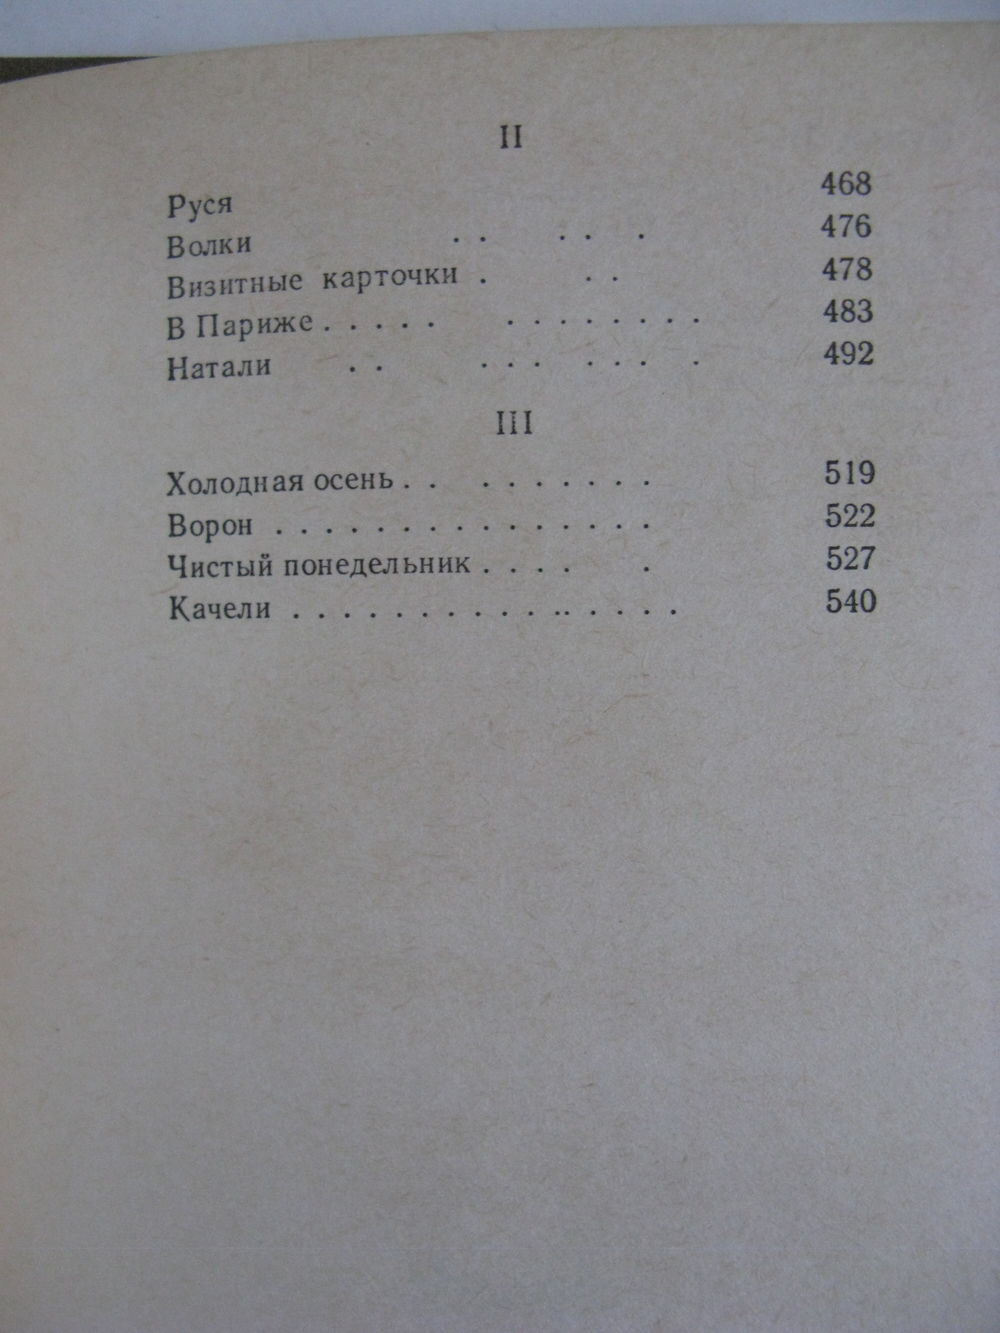 II
Руся 468
Волки . . . . . 476
Визитные карточки . . . 478
В Париже . . . . . . . . . . . . . 483
Натали . . . . . . . . . 492
III
Холодная осень . . . . . . . . . 519
Ворон . . . . . . . . . . . . . . . 522
Чистый понедельник . . . . . 527
Качели . . . . . . . . . . . . . . . . 540